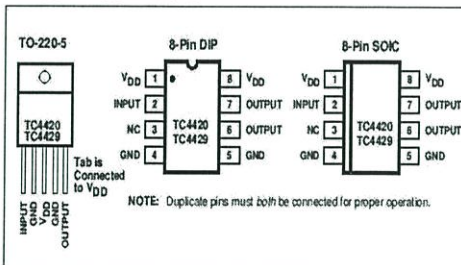 TO-220-5
TC4420
TC4429
Tab is
Connected
to VDD
INPUT
GND
VDD
GND
OUTPUT
8-Pin DIP
VDD 1 8 VDD
INPUT 2 7 OUTPUT
NC 3 6 OUTPUT
GND 4 5 GND
TC4420
TC4429
8-Pin SOIC
VDD 1 8 VDD
INPUT 2 7 OUTPUT
NC 3 6 OUTPUT
GND 4 5 GND
TC4420
TC4429
NOTE: Duplicate pins must both be connected for proper operation.